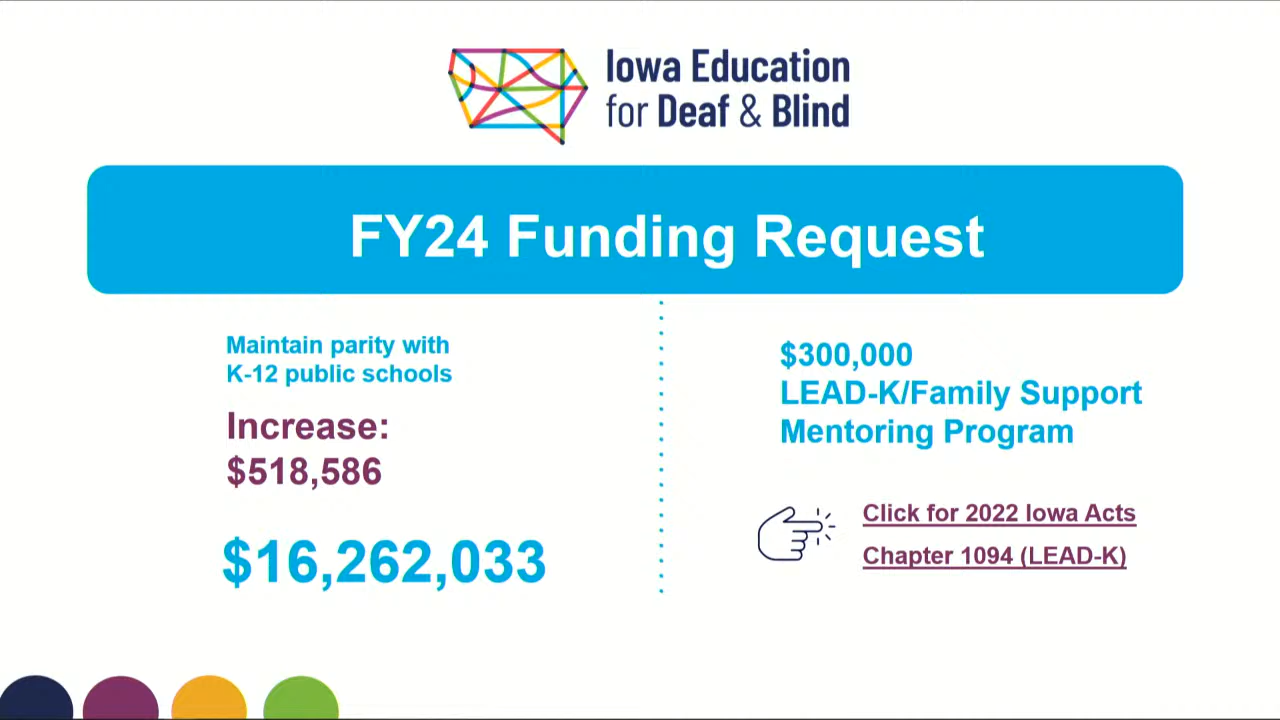 Iowa Education
for Deaf & Blind
FY24 Funding Request
Maintain parity with
K-12 public schools
Increase:
$518,586
$16,262,033
$300,000
LEAD-K/Family Support
Mentoring Program
Click for 2022 Iowa Acts
Chapter 1094 (LEAD-K)